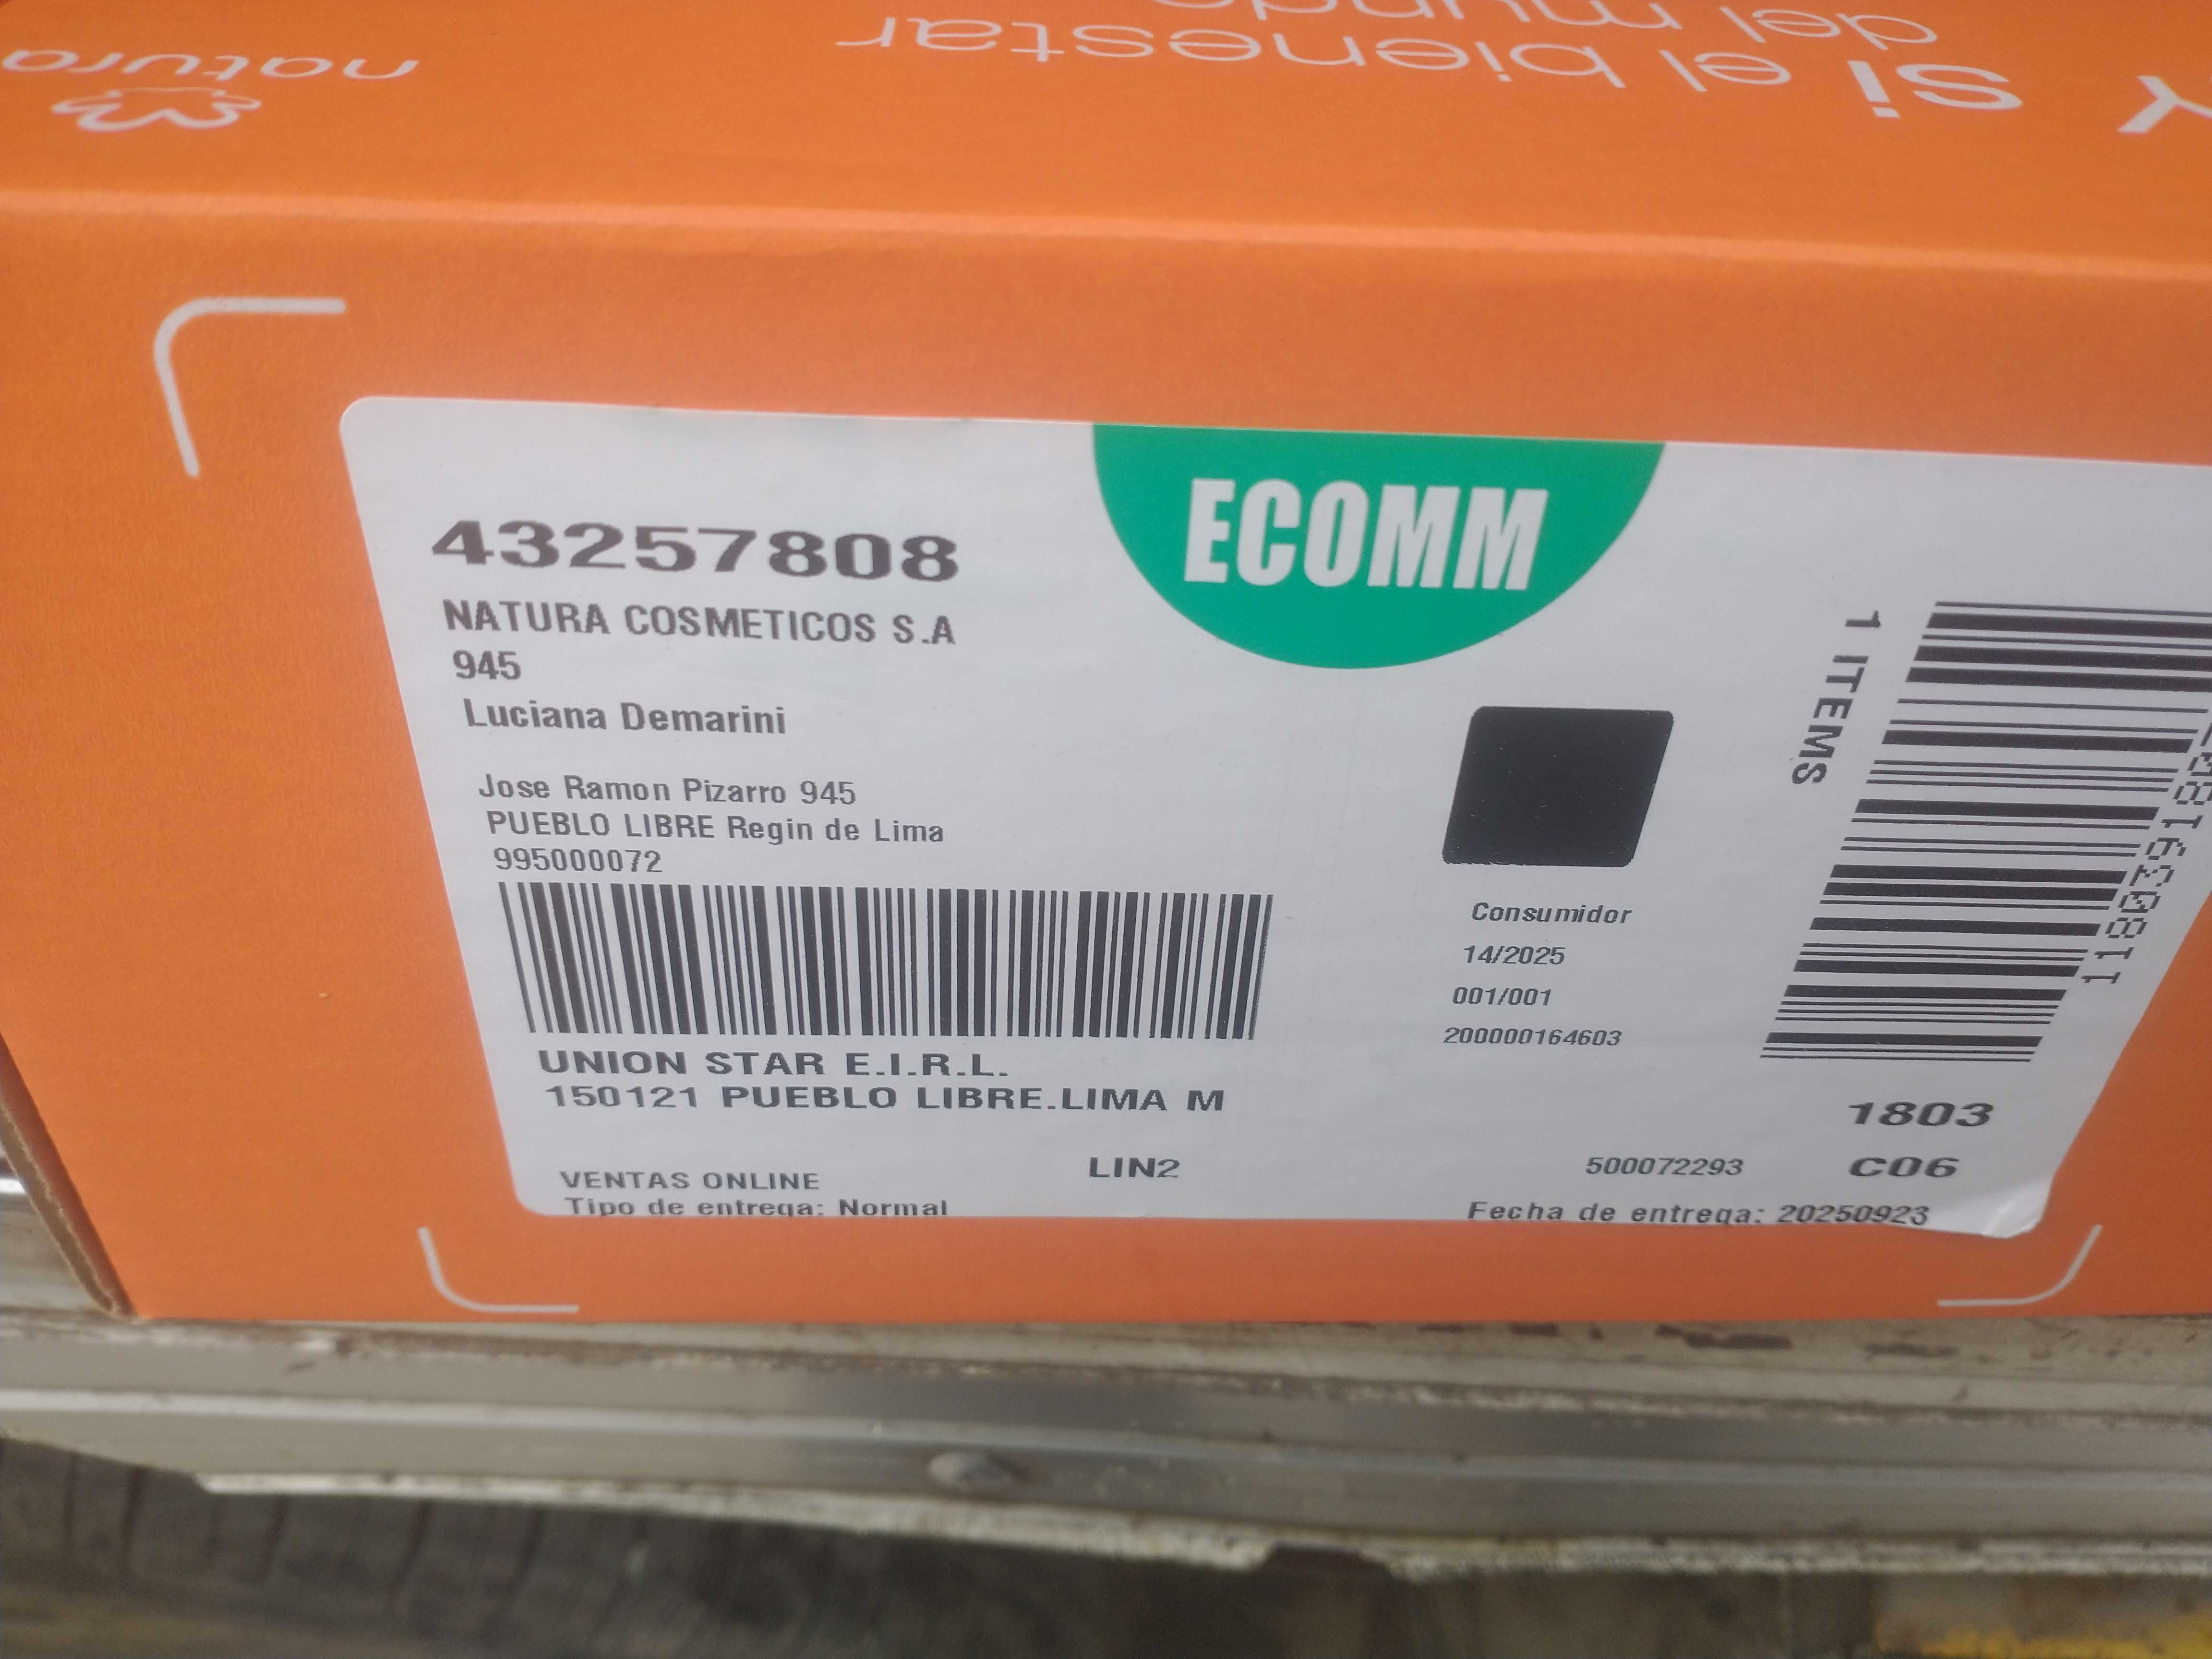 natura
Y si el bienestar
del mundo
ECOMM
43257808
NATURA COSMETICOS S.A
945
Luciana Demarini
Jose Ramon Pizarro 945
PUEBLO LIBRE Regin de Lima
995000072
UNION STAR E.I.R.L.
150121 PUEBLO LIBRE.LIMA M
VENTAS ONLINE
LIN2
Tipo de entrega: Normal
1 ITEMS
Consumidor
14/2025
001/001
200000164603
1803
500072293
C06
Fecha de entrega: 20250923